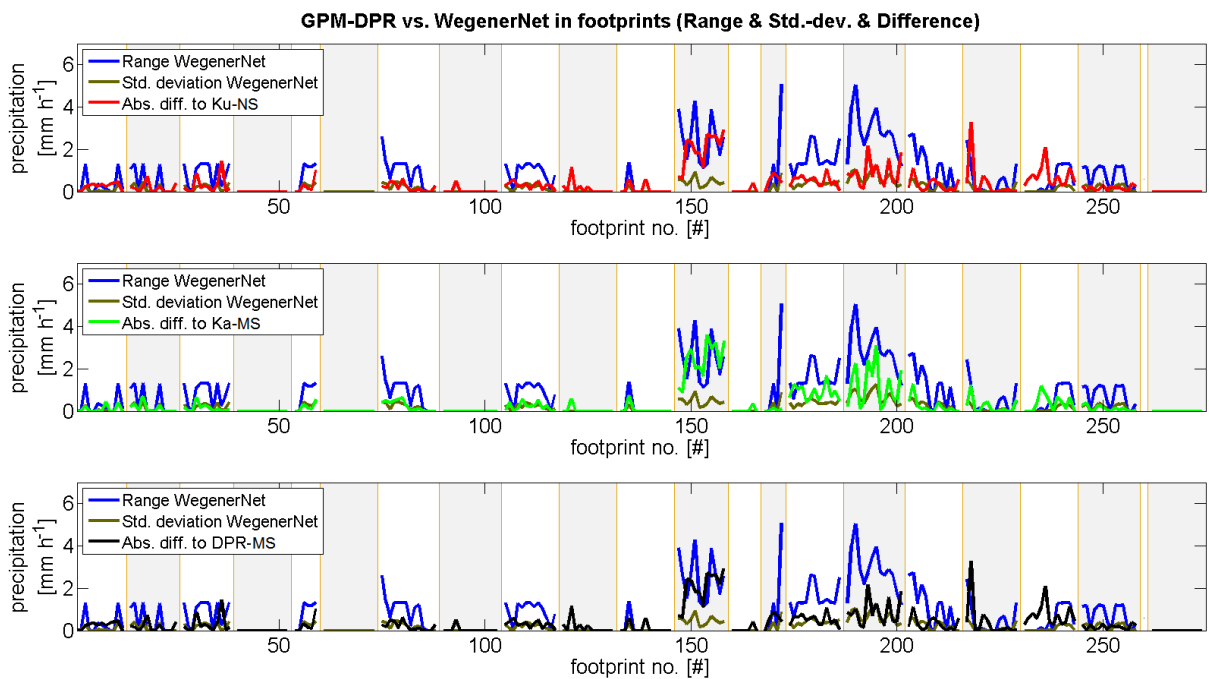 GPM-DPR vs. WegenerNet in footprints (Range & Std.-dev. & Difference)
precipitation
[mm h-1]
6
4
2
0
Range WegenerNet
Std. deviation WegenerNet
Abs. diff. to Ku-NS
50
100
150
200
250
footprint no. [#]
precipitation
[mm h-1]
6
4
2
0
Range WegenerNet
Std. deviation WegenerNet
Abs. diff. to Ka-MS
50
100
150
200
250
footprint no. [#]
precipitation
[mm h-1]
6
4
2
0
Range WegenerNet
Std. deviation WegenerNet
Abs. diff. to DPR-MS
50
100
150
200
250
footprint no. [#]